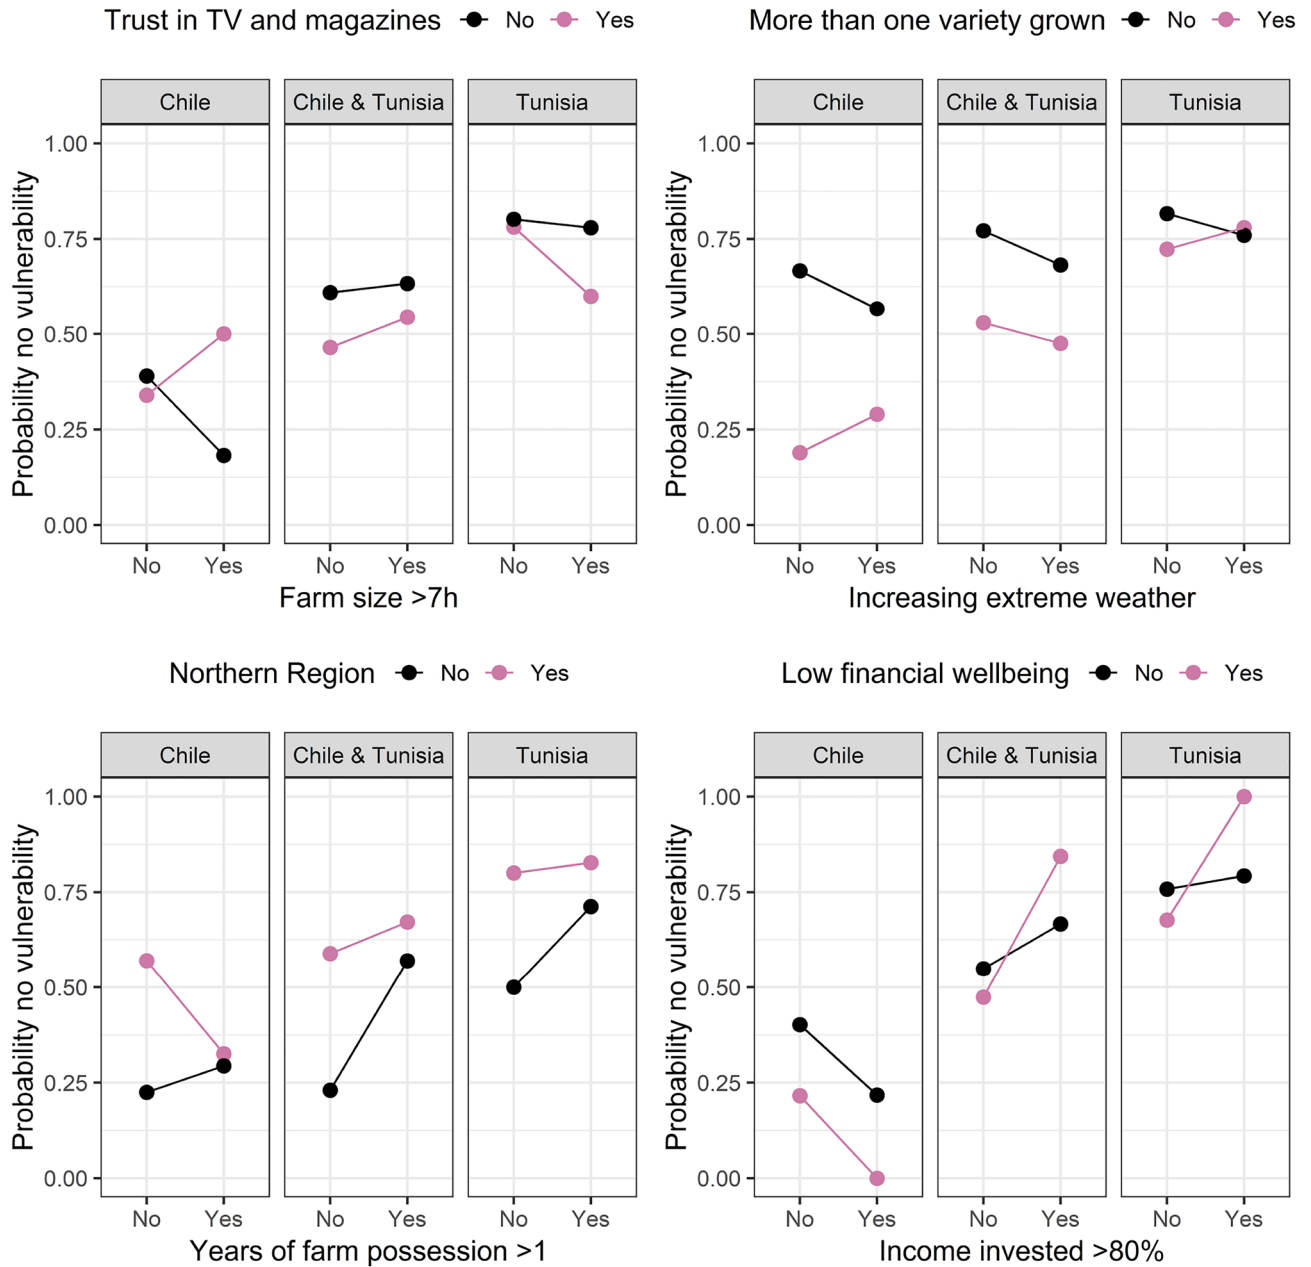 Trust in TV and magazines No Yes
Chile Chile & Tunisia Tunisia
Probability no vulnerability
1.00
0.75
0.50
0.25
0.00
No Yes No Yes No Yes
Farm size >7h
More than one variety grown No Yes
Chile Chile & Tunisia Tunisia
Probability no vulnerability
1.00
0.75
0.50
0.25
0.00
No Yes No Yes No Yes
Increasing extreme weather
Northern Region No Yes
Chile Chile & Tunisia Tunisia
Probability no vulnerability
1.00
0.75
0.50
0.25
0.00
No Yes No Yes No Yes
Years of farm possession >1
Low financial wellbeing No Yes
Chile Chile & Tunisia Tunisia
Probability no vulnerability
1.00
0.75
0.50
0.25
0.00
No Yes No Yes No Yes
Income invested >80%